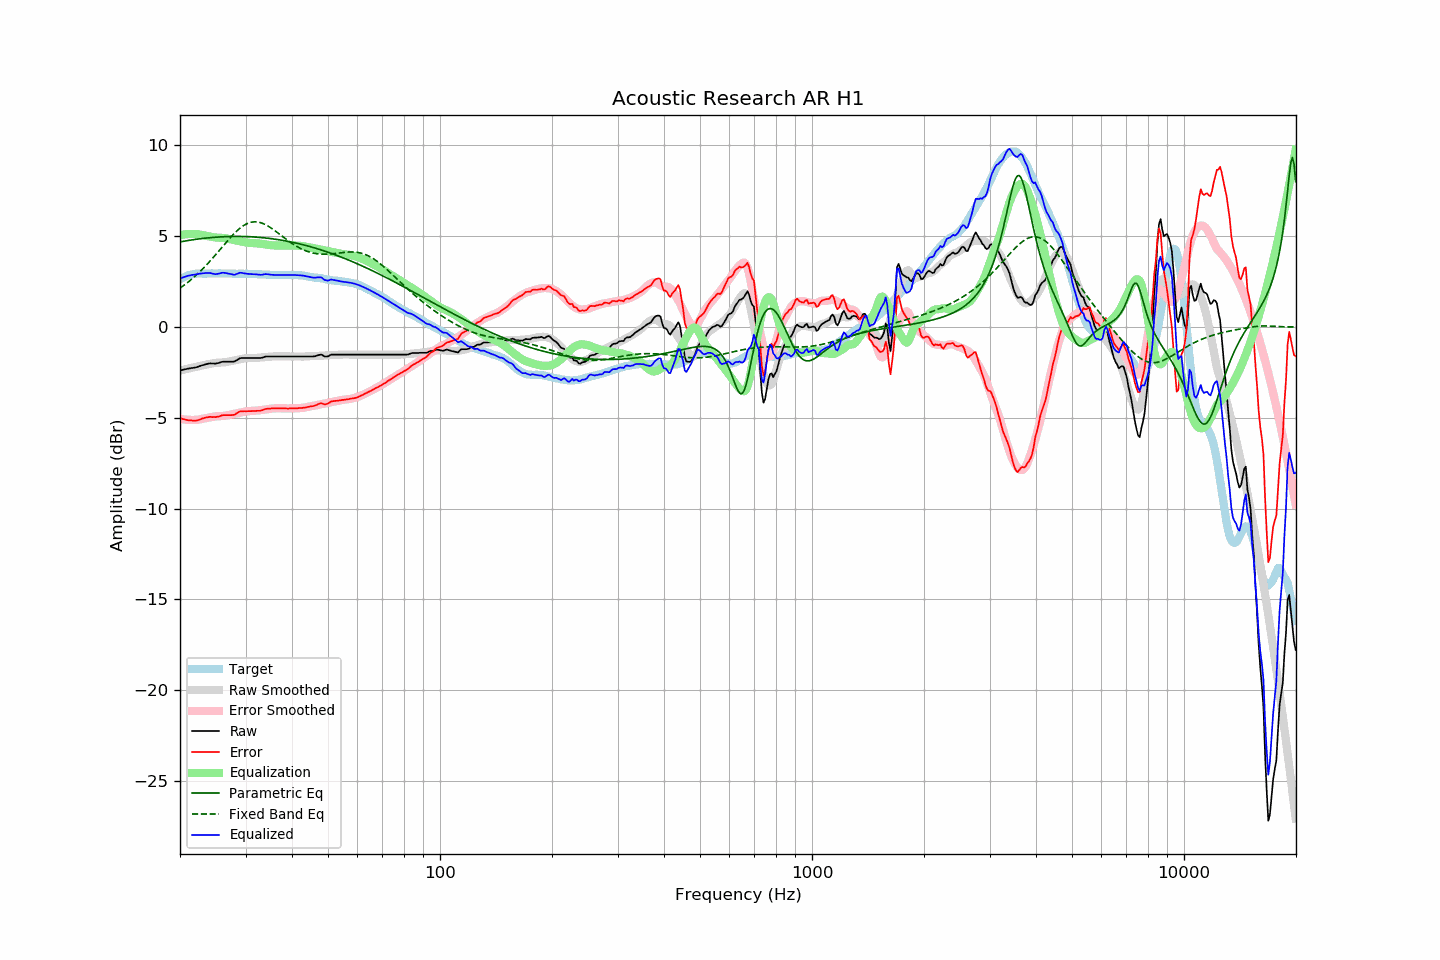 Acoustic Research AR H1
10
5
0
−5
−10
−15
−20
−25
Amplitude (dBr)
Target
Raw Smoothed
Error Smoothed
Raw
Error
Equalization
Parametric Eq
Fixed Band Eq
Equalized
100
1000
10000
Frequency (Hz)